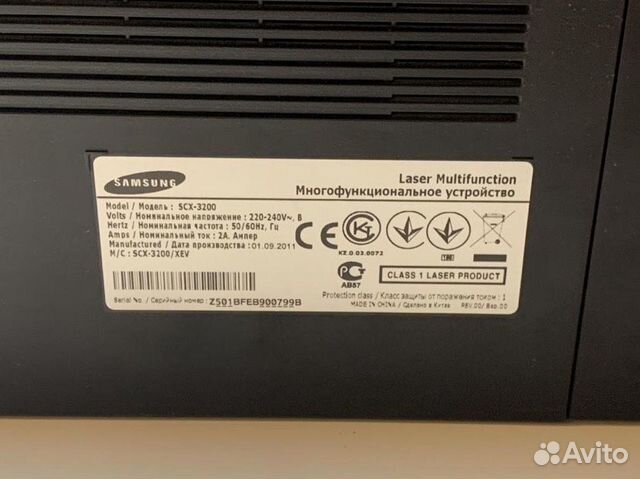 SAMSUNG
Laser Multifunction
Многофункциональное устройство
Model / Модель : SCX-3200
Volts / Номинальное напряжение : 220-240V~, В
Hertz / Номинальная частота : 50/60Hz, Гц
Amps / Номинальный ток : 2A. Ампер
Manufactured / Дата производства :01.09.2011
M/C : SCX-3200/XEV
KZ.0.03.0072
АВ57
CLASS 1 LASER PRODUCT
Serial No. / Серийный номер : Z501BFEB900799B
Protection class / Класс защиты от поражения током : 1
MADE IN CHINA / Сделано в Китае
REV.00/ Вер.00
Avito